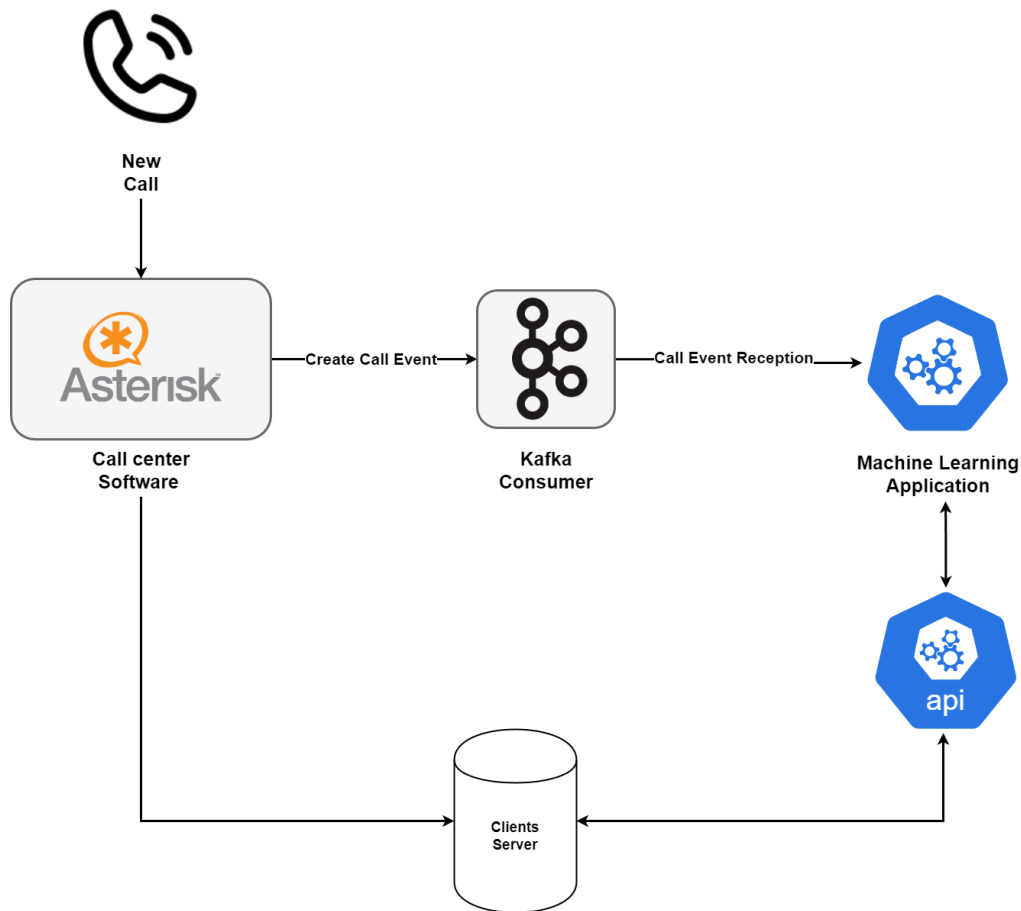 New
Call
Asterisk™
Create Call Event
Call Event Reception
Call center
Software
Kafka
Consumer
Machine Learning
Application
api
Clients
Server